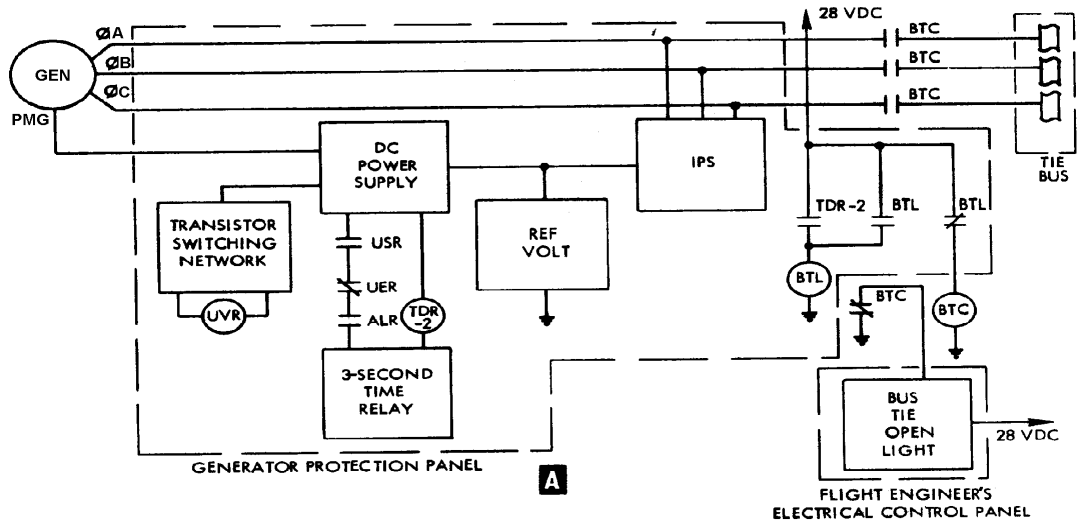 28 VDC
ØA
BTC
GEN
ØB
BTC
ØC
BTC
PMG
DC
POWER
SUPPLY
IPS
TIE
BUS
TRANSISTOR
SWITCHING
NETWORK
USR
REF
VOLT
TDR-2
BTL
BTL
UER
BTL
BTC
UVR
ALR
TDR
-2
BTC
3-SECOND
TIME
RELAY
BUS
TIE
OPEN
LIGHT
28 VDC
GENERATOR PROTECTION PANEL
A
FLIGHT ENGINEER'S
ELECTRICAL CONTROL PANEL